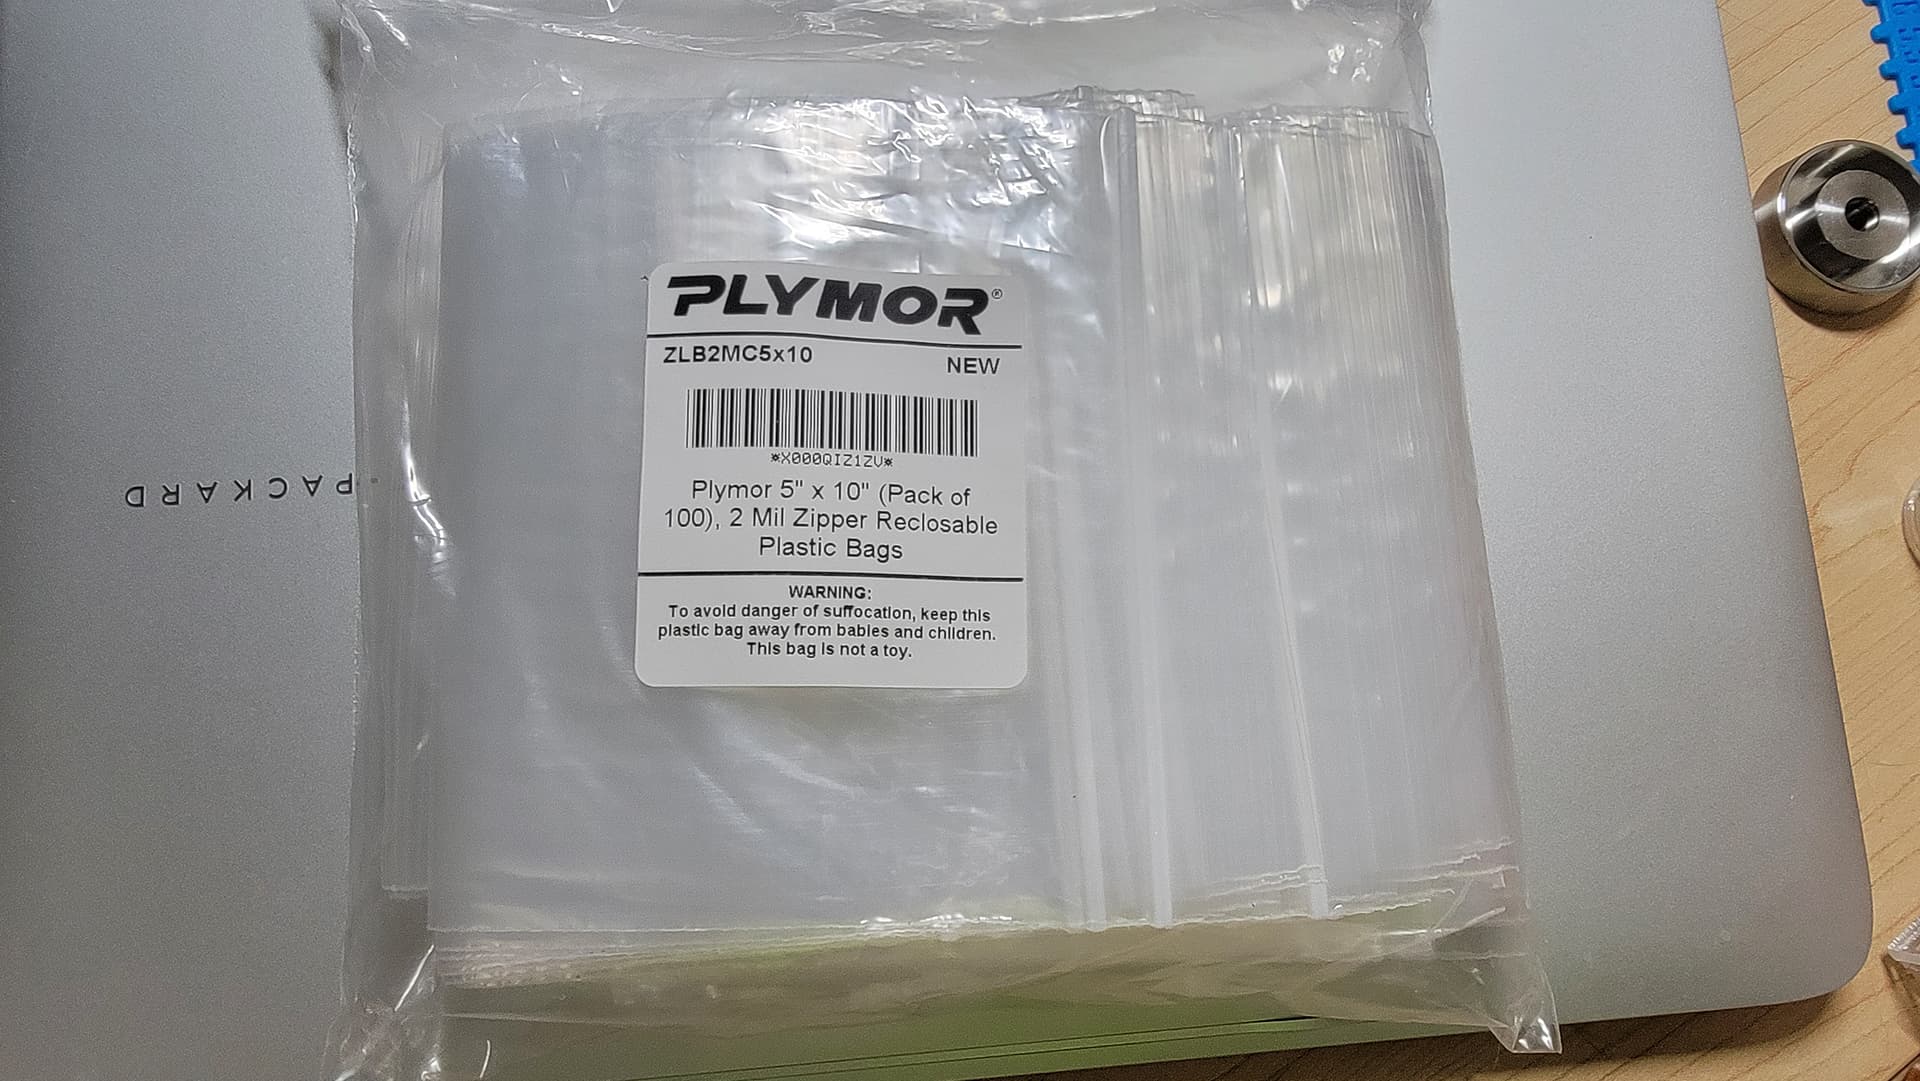 PLYMOR®
ZLB2MC5x10
NEW
*X000QIZ1ZV*
Plymor 5" x 10" (Pack of
100), 2 Mil Zipper Reclosable
Plastic Bags
WARNING:
To avoid danger of suffocation, keep this
plastic bag away from babies and children.
This bag is not a toy.
PACKARD